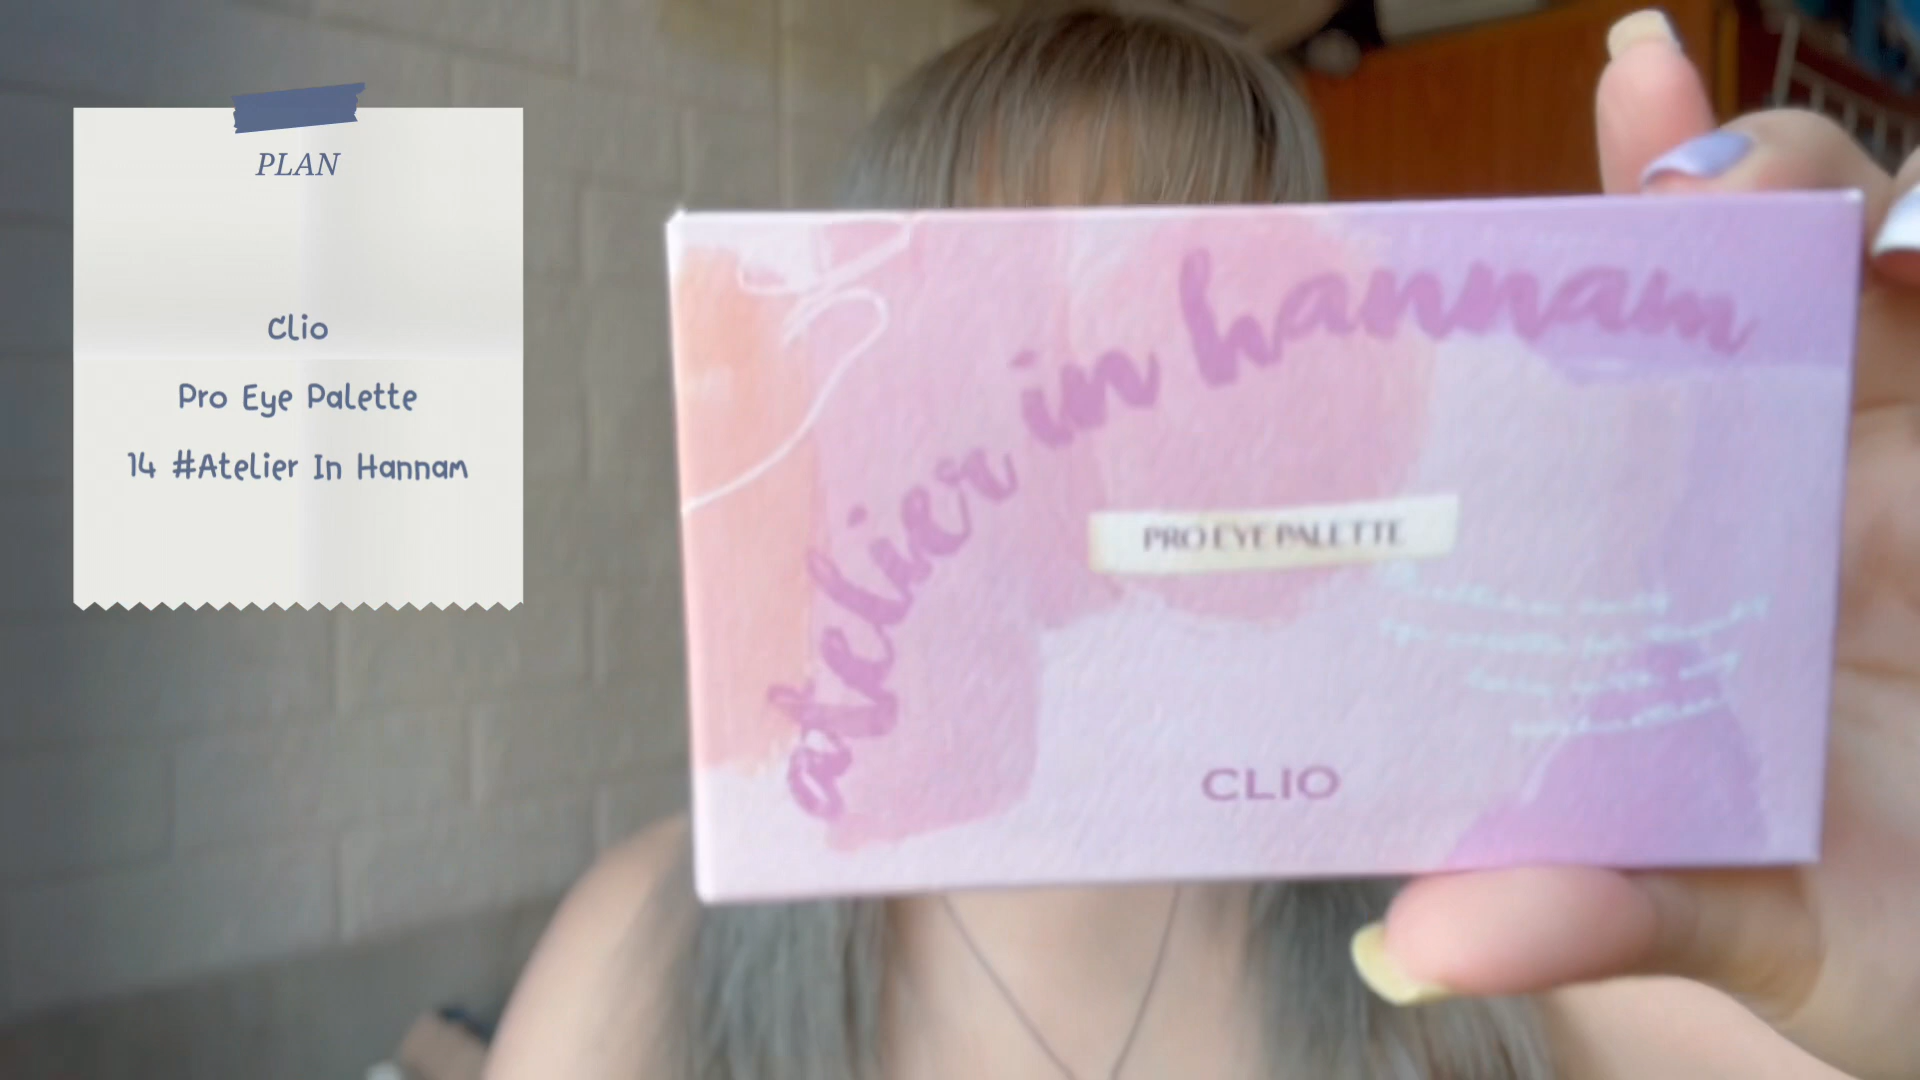 PLAN
Clio
Pro Eye Palette
14 #Atelier In Hannam
atelier in hannam
PRO EYE PALETTE
CLIO